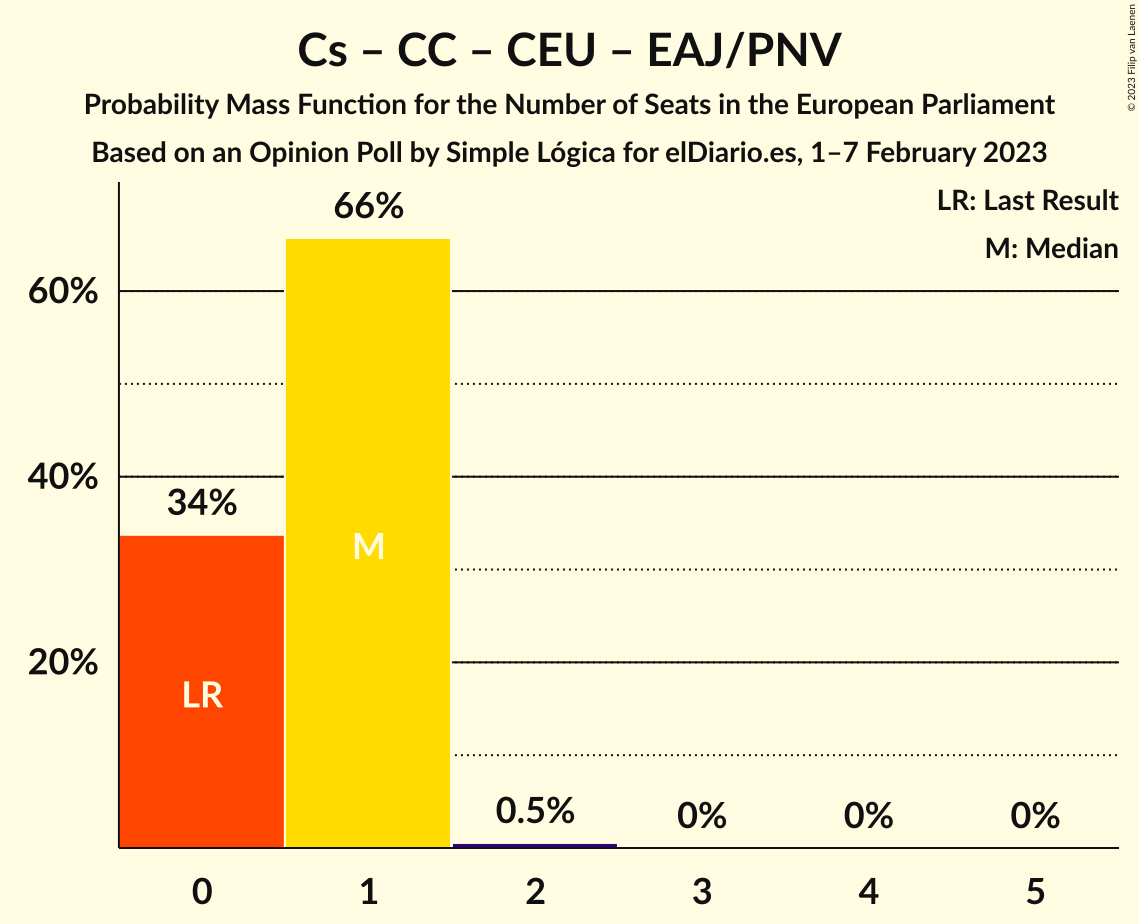 Cs – CC – CEU – EAJ/PNV
Probability Mass Function for the Number of Seats in the European Parliament
Based on an Opinion Poll by Simple Lógica for elDiario.es, 1–7 February 2023
© 2023 Filip van Laenen
LR: Last Result
M: Median
66%
60%
40%
34%
M
20%
LR
0.5%
0%
0%
0%
0
1
2
3
4
5